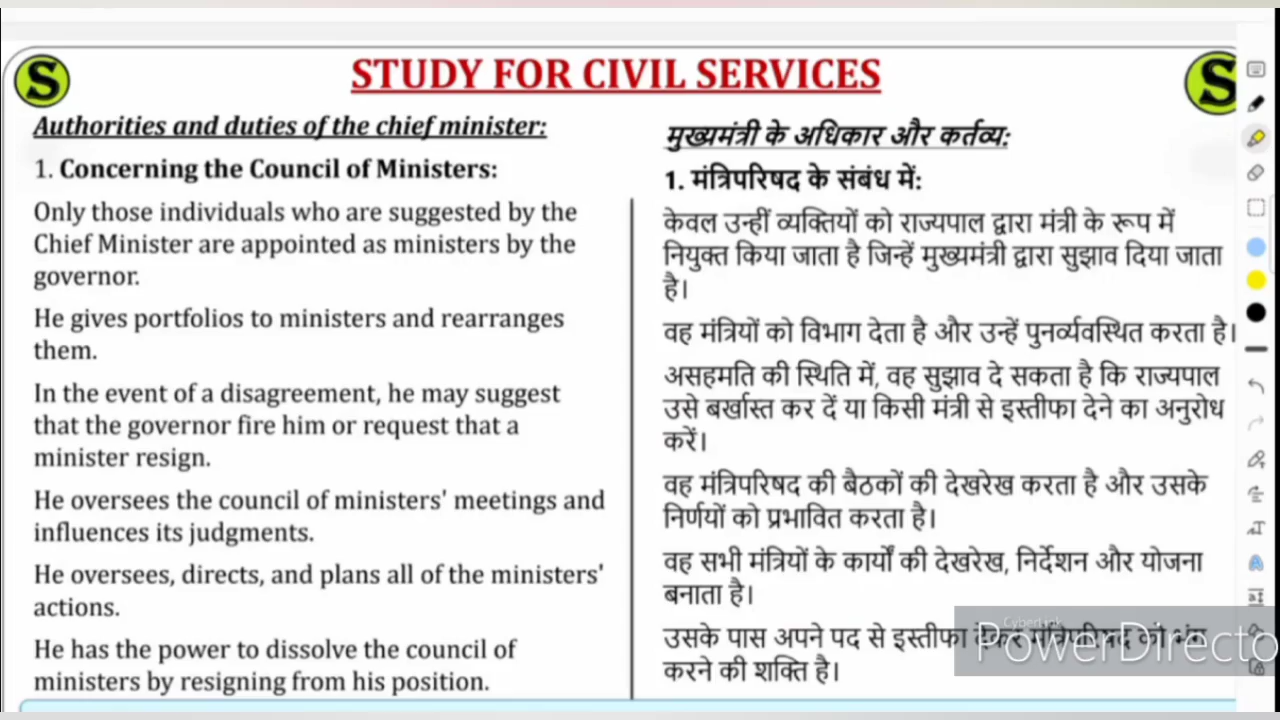 S
STUDY FOR CIVIL SERVICES
S
Authorities and duties of the chief minister:
1. Concerning the Council of Ministers:
Only those individuals who are suggested by the
Chief Minister are appointed as ministers by the
governor.
He gives portfolios to ministers and rearranges
them.
In the event of a disagreement, he may suggest
that the governor fire him or request that a
minister resign.
He oversees the council of ministers' meetings and
influences its judgments.
He oversees, directs, and plans all of the ministers'
actions.
He has the power to dissolve the council of
ministers by resigning from his position.
मुख्यमंत्री के अधिकार और कर्तव्य:
1. मंत्रिपरिषद के संबंध में:
केवल उन्हीं व्यक्तियों को राज्यपाल द्वारा मंत्री के रूप में
नियुक्त किया जाता है जिन्हें मुख्यमंत्री द्वारा सुझाव दिया जाता
है।
वह मंत्रियों को विभाग देता है और उन्हें पुनर्व्यवस्थित करता है।
असहमति की स्थिति में, वह सुझाव दे सकता है कि राज्यपाल
उसे बर्खास्त कर दें या किसी मंत्री से इस्तीफा देने का अनुरोध
करें।
वह मंत्रिपरिषद की बैठकों की देखरेख करता है और उसके
निर्णयों को प्रभावित करता है।
वह सभी मंत्रियों के कार्यों की देखरेख, निर्देशन और योजना
बनाता है।
उसके पास अपने पद से इस्तीफा देकर मंत्रिपरिषद को भंग
करने की शक्ति है।
CyberLink
PowerDirecto